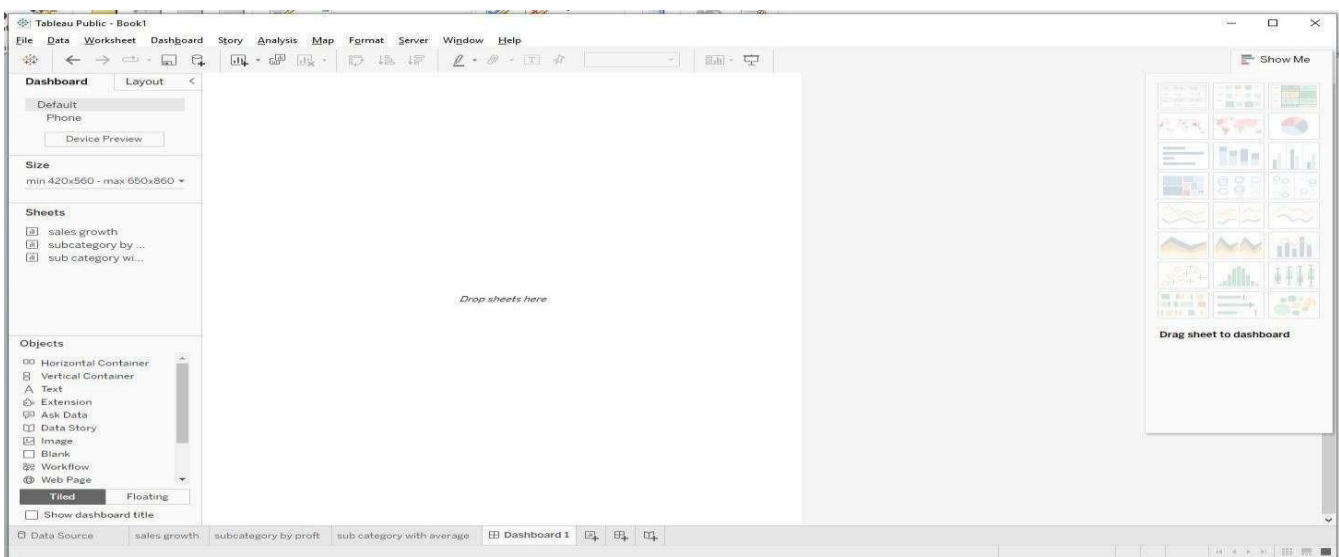 Tableau Public - Book1
File Data Worksheet Dashboard Story Analysis Map Format Server Window Help
Show Me
Dashboard Layout <
Default
Phone
Device Preview
Size
min 420x560 - max 650x860
Sheets
sales growth
subcategory by ...
sub category wi...
Drop sheets here
Drag sheet to dashboard
Objects
Horizontal Container
Vertical Container
A Text
Extension
Ask Data
Data Story
Image
Blank
Workflow
Web Page
Tiled Floating
Show dashboard title
Data Source sales growth subcategory by proft sub category with average Dashboard 1